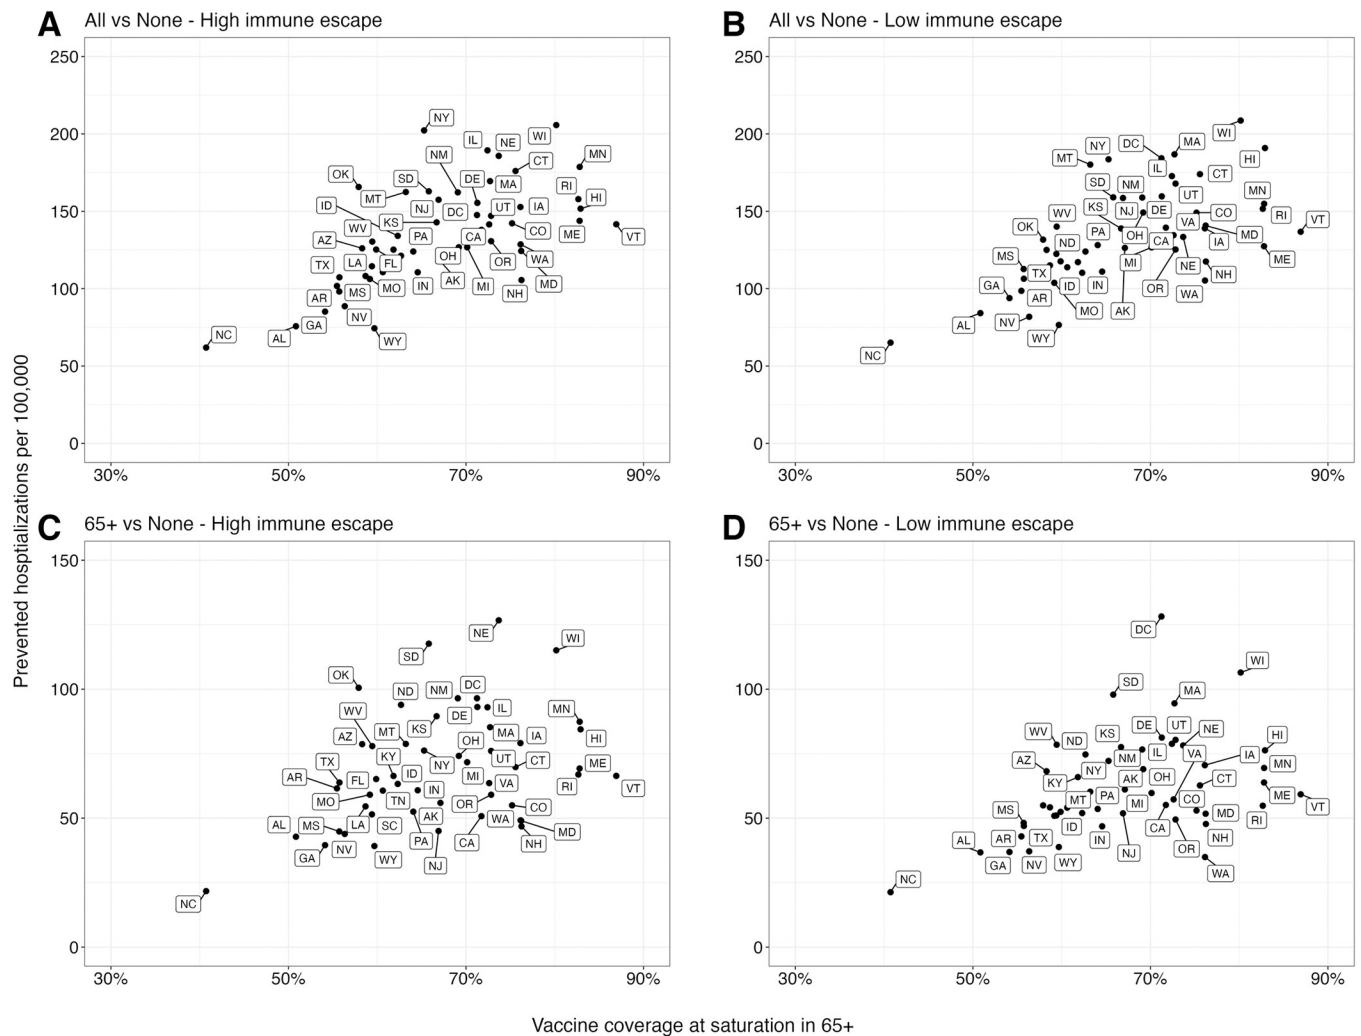 A All vs None - High immune escape
250
200
150
100
50
0
NY
IL NE WI
NM CT MN
OK SD DE MA RI
MT HI
ID NJ DC UT IA
KS CO ME
WV PA CA VT
AZ OH OR WA
LA FL
TX AK MI MD
MS MO IN NH
AR
NV
GA
NC AL WY
30% 50% 70% 90%
B All vs None - Low immune escape
250
200
150
100
50
0
WI
NY DC MA
MT IL HI
CT
SD NM UT MN
KS NJ DE CO RI
WV VA VT
OK PA OH CA MD
ND IA
MS MI ME
TX NE NH
GA ID IN OR WA
AR
MO AK
AL NV
WY
NC
30% 50% 70% 90%
Prevented hosptializations per 100,000
C 65+ vs None - High immune escape
150
100
50
0
NE WI
SD
OK ND NM DC
WV DE IL MN
KS
AZ MT OH MA IA HI
TX KY NY UT CT ME
AR FL ID MI VA RI VT
MO TN IN OR CO
AL MS LA SC AK WA MD
NV PA CA NH
GA WY NJ
NC
30% 50% 70% 90%
D 65+ vs None - Low immune escape
150
100
50
0
DC
WI
SD MA
WV KS DE UT NE HI
ND IL
AZ NM VA IA MN
NY
KY AK OH CT
MT PA MI CO ME VT
MS MD RI
ID CA
AL AR TX IN NH
GA NV WY NJ OR
WA
NC
30% 50% 70% 90%
Vaccine coverage at saturation in 65+